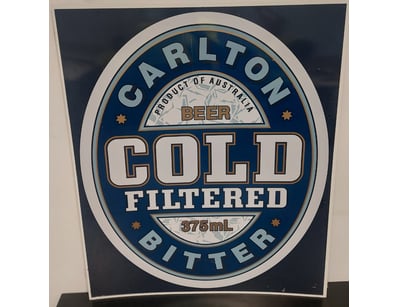 CARLTON
PRODUCT OF AUSTRALIA
BEER
COLD
FILTERED
375mL
BITTER